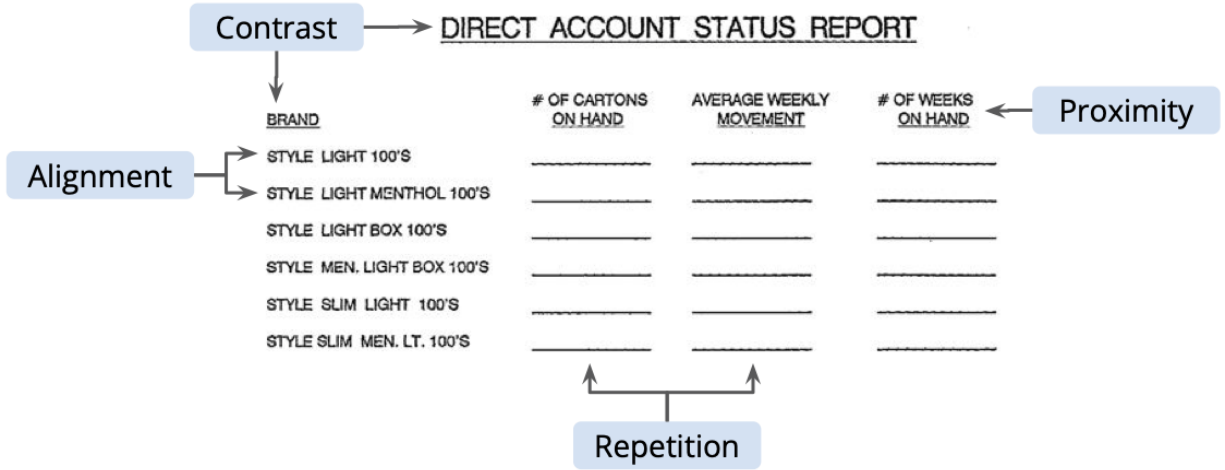 Contrast
DIRECT ACCOUNT STATUS REPORT
# OF CARTONS AVERAGE WEEKLY # OF WEEKS
BRAND ON HAND MOVEMENT ON HAND
Proximity
Alignment
STYLE LIGHT 100'S
STYLE LIGHT MENTHOL 100'S
STYLE LIGHT BOX 100'S
STYLE MEN. LIGHT BOX 100'S
STYLE SLIM LIGHT 100'S
STYLE SLIM MEN. LT. 100'S
Repetition